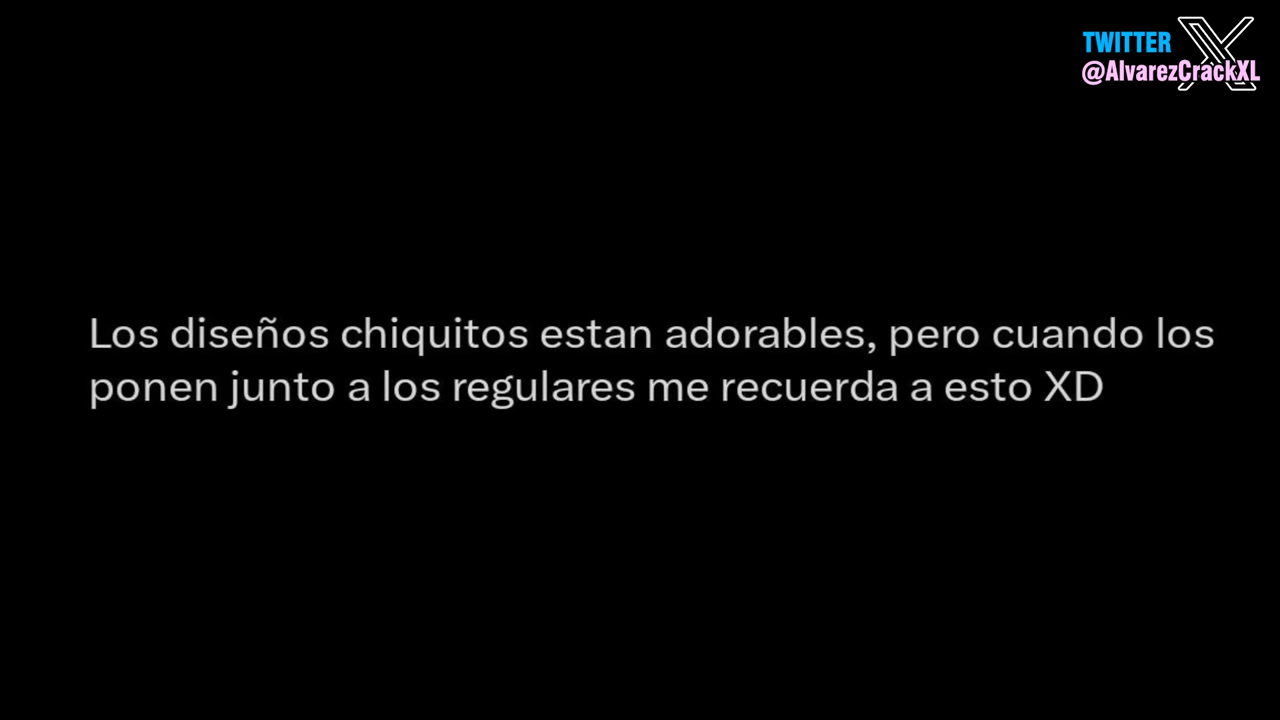 TWITTER
@AlvarezCrackXL
Los diseños chiquitos estan adorables, pero cuando los
ponen junto a los regulares me recuerda a esto XD